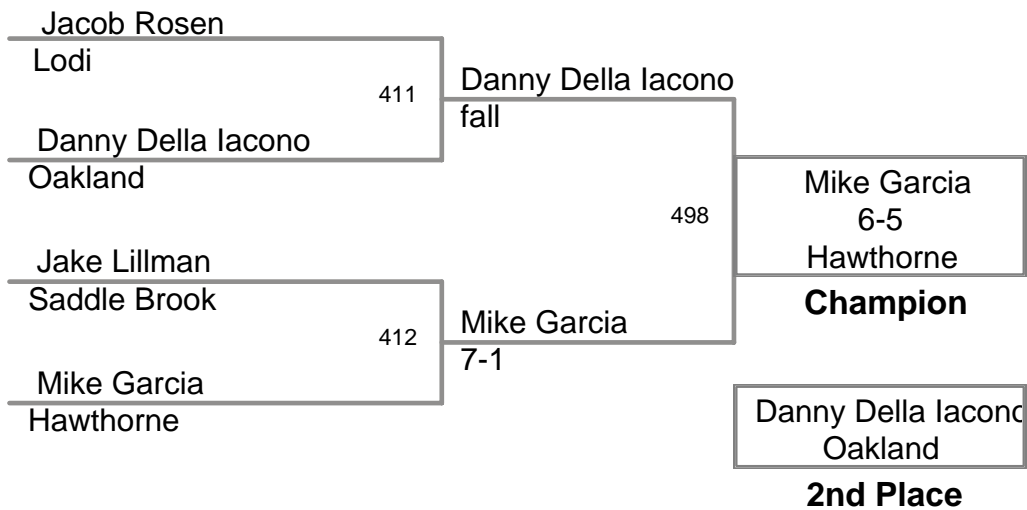 Jacob Rosen
Lodi
411
Danny Della Iacono
Oakland
Danny Della Iacono
fall
498
Mike Garcia
6-5
Hawthorne
Champion
Jake Lillman
Saddle Brook
412
Mike Garcia
Hawthorne
Mike Garcia
7-1
Danny Della Iacono
Oakland
2nd Place